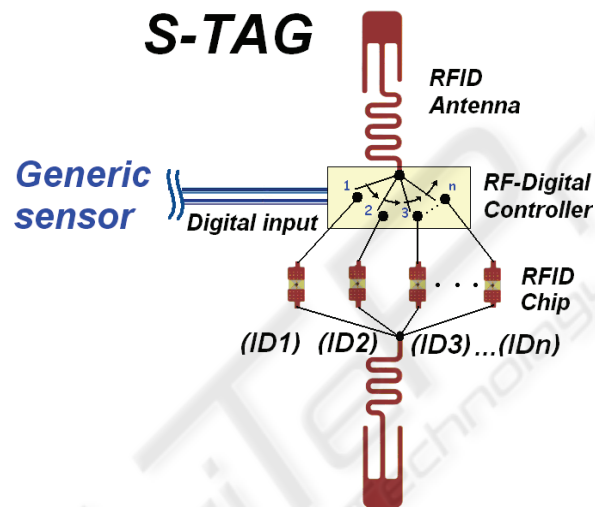 S-TAG
RFID
Antenna
Generic
sensor
Digital input
1
2
3
n
RF-Digital
Controller
RFID
Chip
(ID1) (ID2) (ID3) ...(IDn)